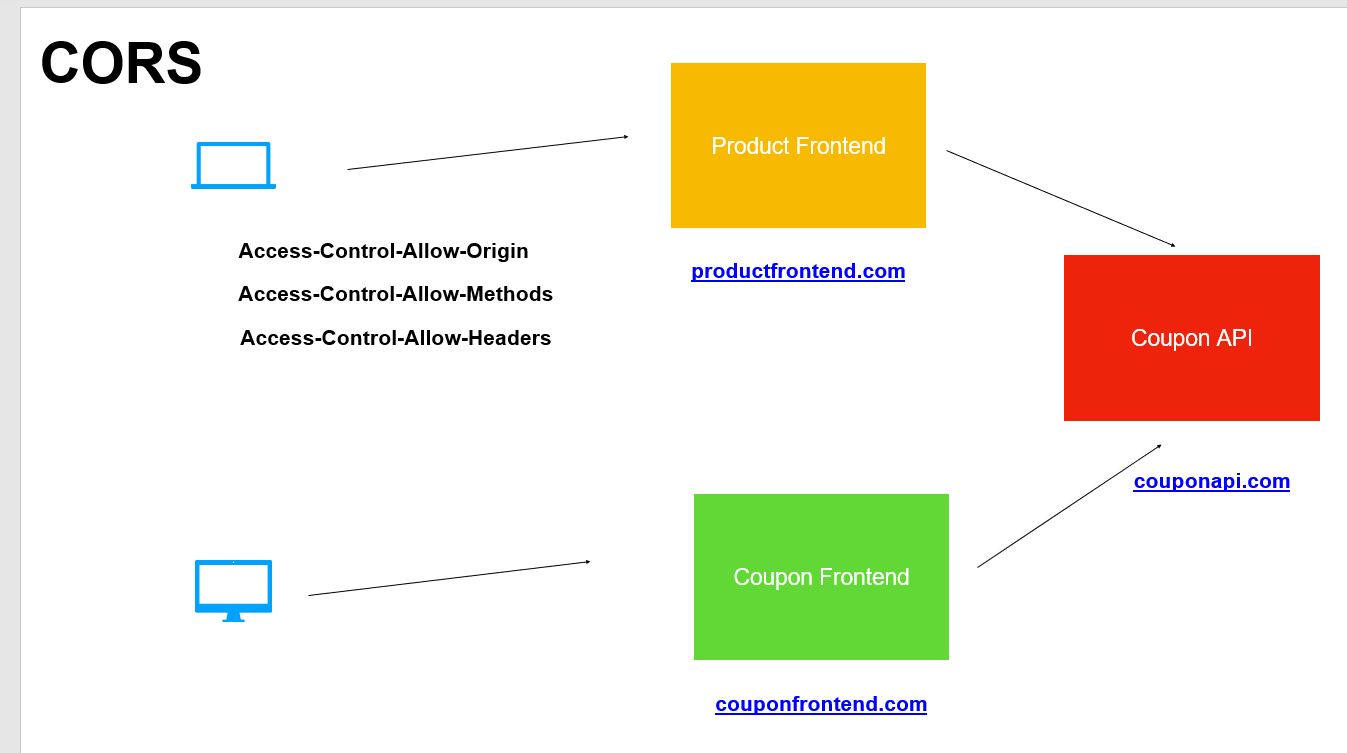 CORS
Product Frontend
Access-Control-Allow-Origin
productfrontend.com
Access-Control-Allow-Methods
Access-Control-Allow-Headers
Coupon API
couponapi.com
Coupon Frontend
couponfrontend.com